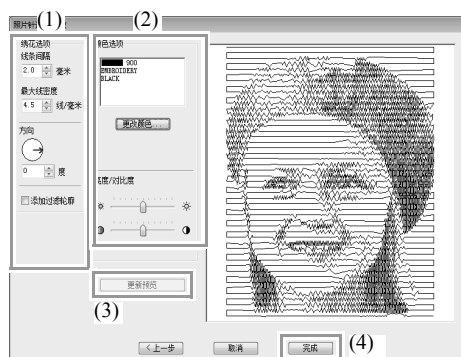 照片针
(1)
(2)
绣花选项
线条间隔
2.0 毫米
最大线密度
4.5 线/毫米
方向
0 度
添加过滤轮廓
颜色选项
900
EMBROIDERY
BLACK
更改颜色...
亮度/对比度
更新预览
(3)
<上一步
取消
完成
(4)